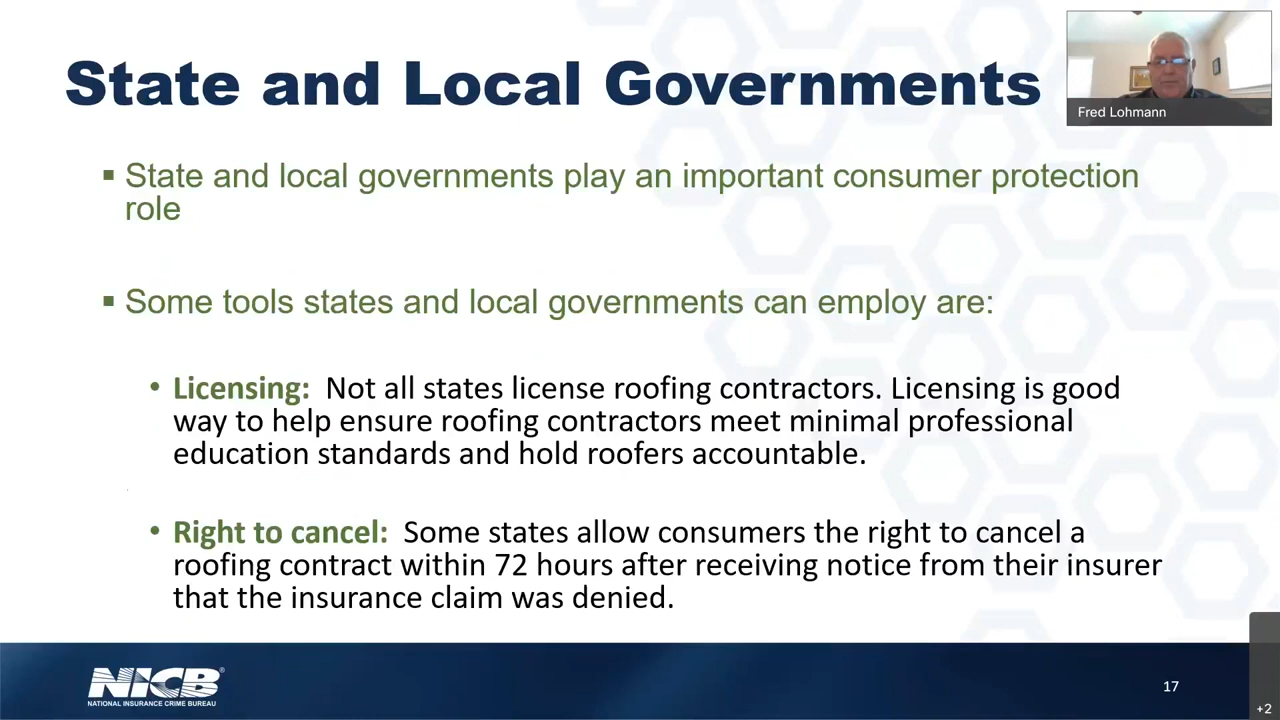 State and Local Governments
Fred Lohmann
▪ State and local governments play an important consumer protection
role
▪ Some tools states and local governments can employ are:
• Licensing:  Not all states license roofing contractors. Licensing is good
way to help ensure roofing contractors meet minimal professional
education standards and hold roofers accountable.
• Right to cancel:  Some states allow consumers the right to cancel a
roofing contract within 72 hours after receiving notice from their insurer
that the insurance claim was denied.
NICB®
NATIONAL INSURANCE CRIME BUREAU
17
+2